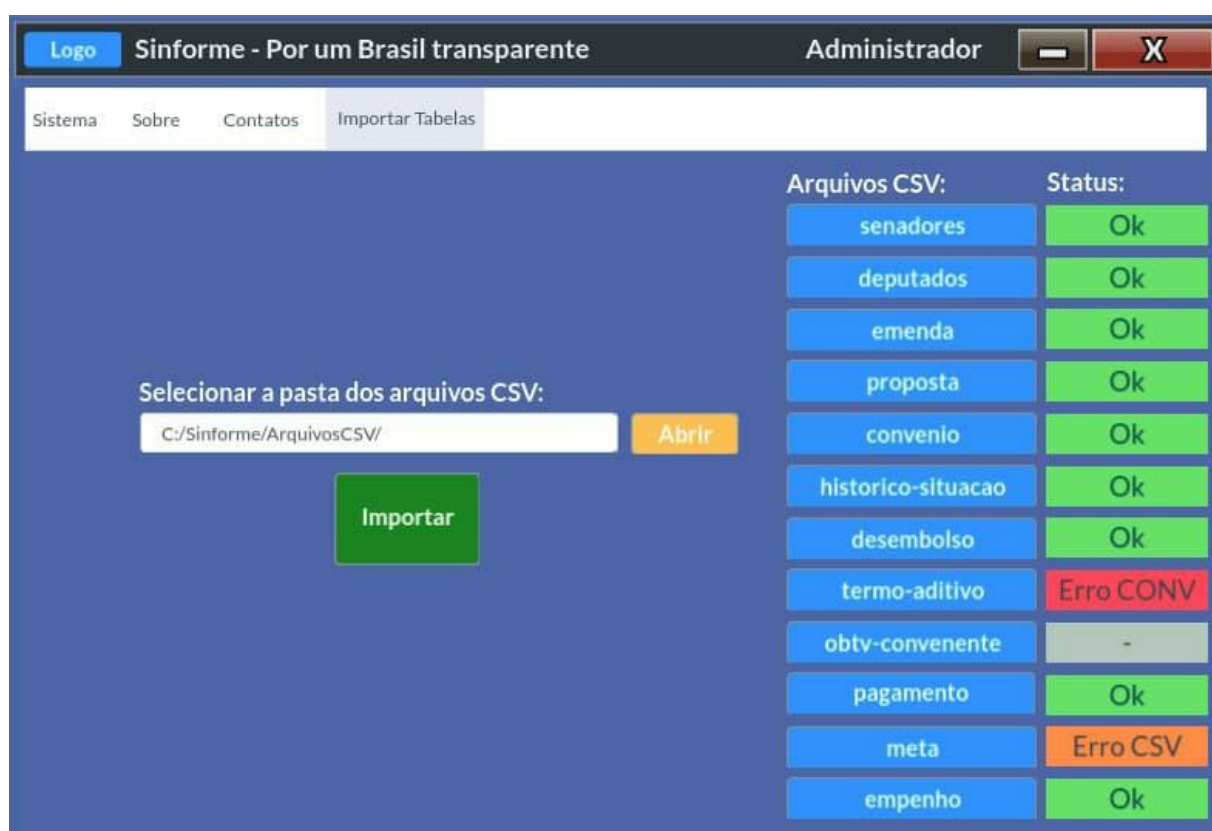 Logo Sinforme - Por um Brasil transparente Administrador X
Sistema Sobre Contatos Importar Tabelas
Arquivos CSV: Status:
senadores Ok
deputados Ok
emenda Ok
proposta Ok
Selecionar a pasta dos arquivos CSV:
C:/Sinforme/ArquivosCSV/ Abrir
convenio Ok
historico-situacao Ok
Importar
desembolso Ok
termo-aditivo Erro CONV
obtv-convenente -
pagamento Ok
meta Erro CSV
empenho Ok